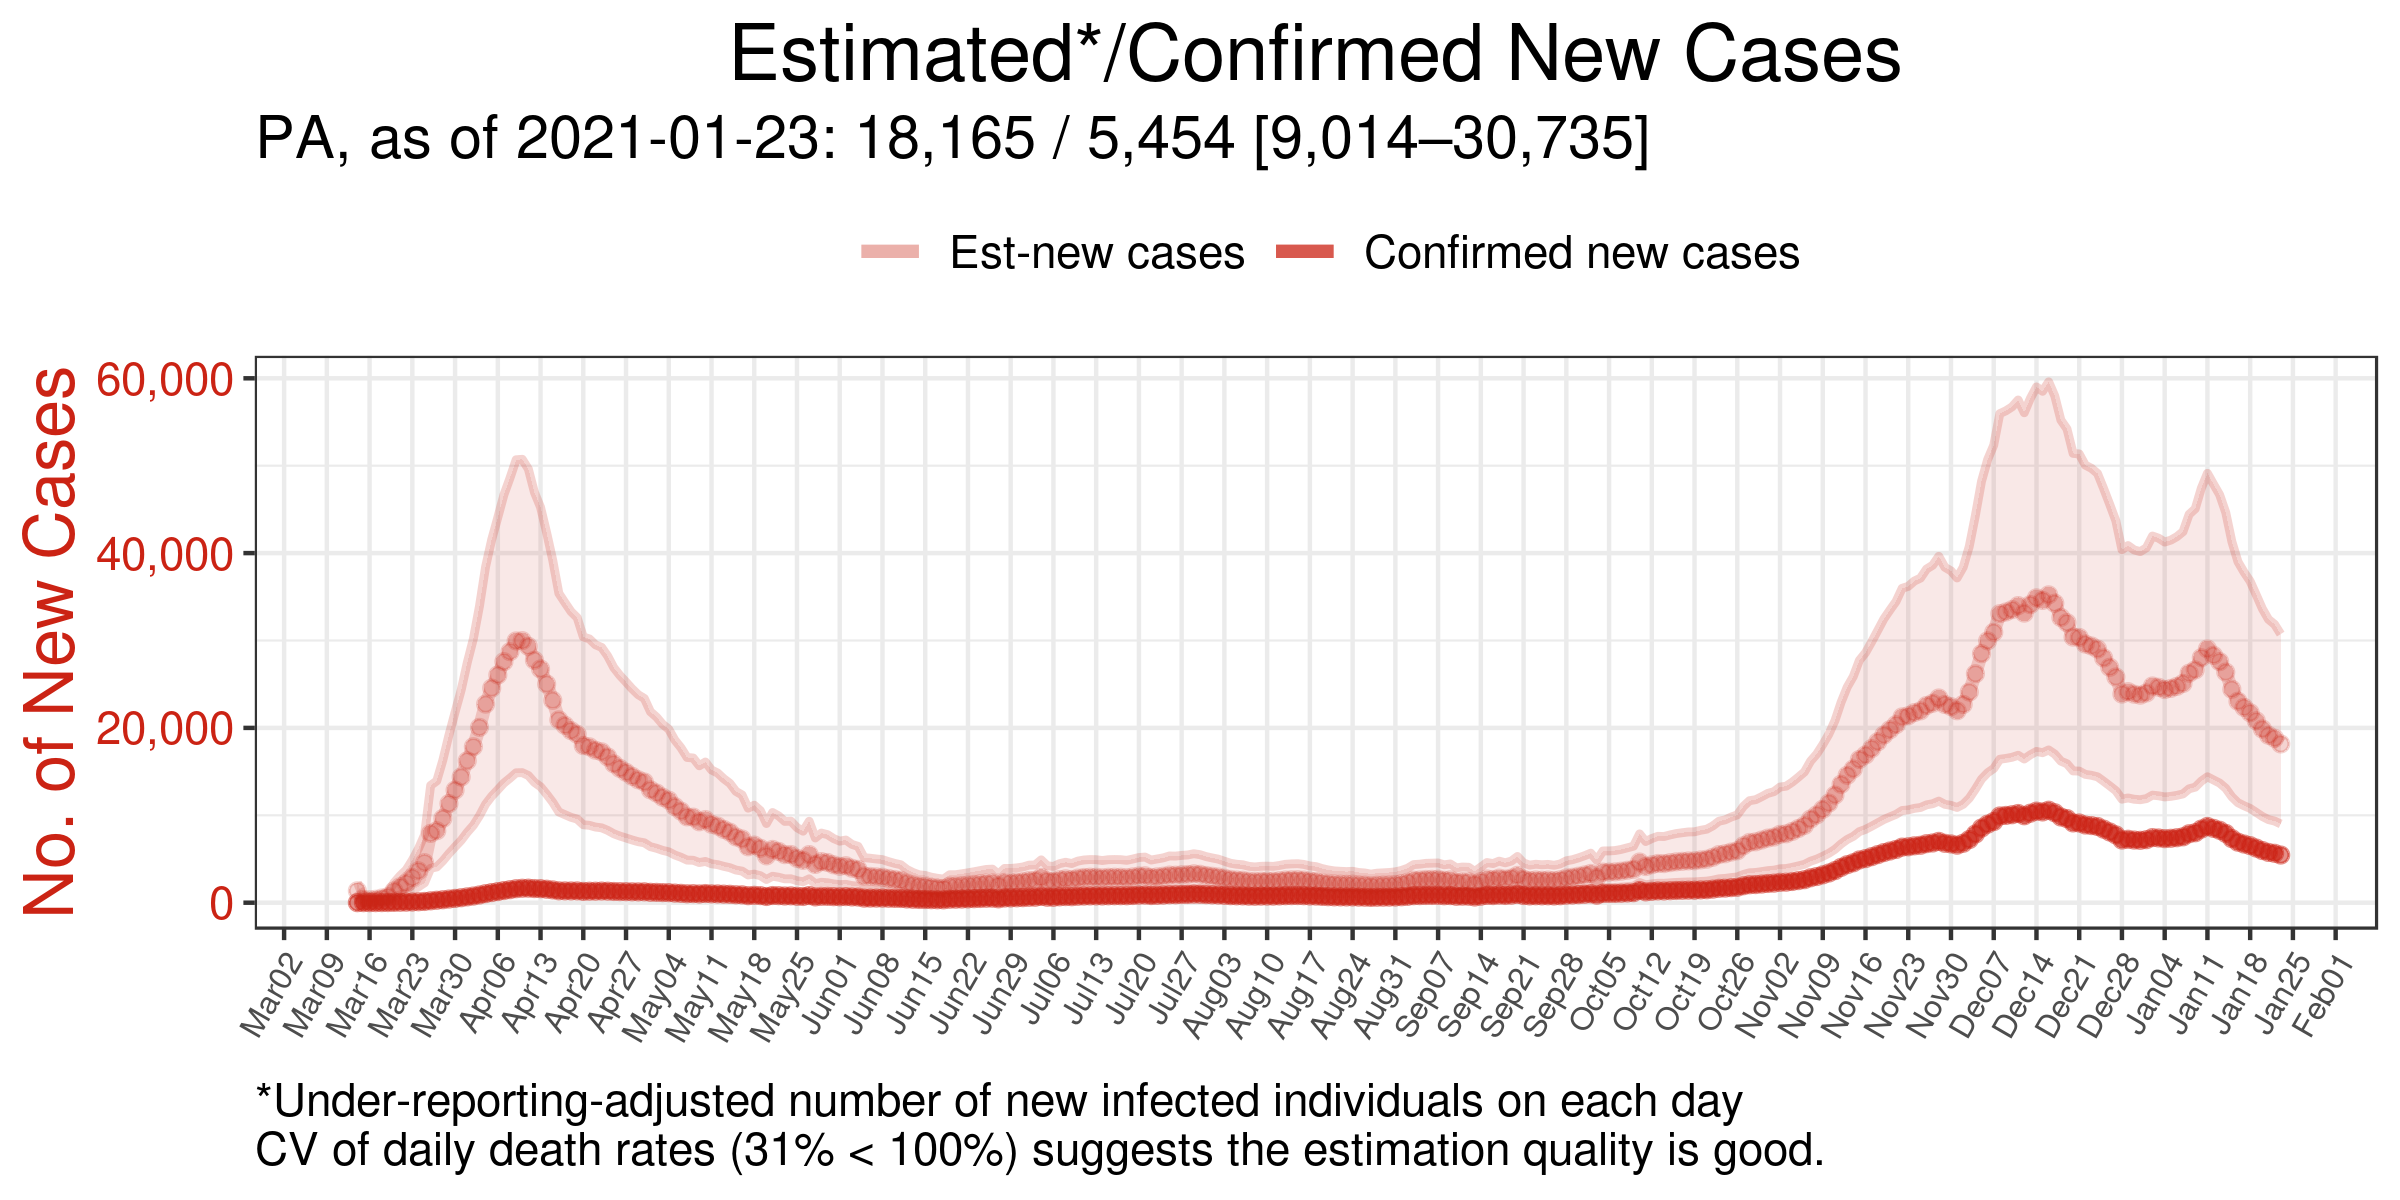 Estimated*/Confirmed New Cases
PA, as of 2021-01-23: 18,165 / 5,454 [9,014–30,735]
Est-new cases Confirmed new cases
No. of New Cases
60,000
40,000
20,000
0
Mar02 Mar09 Mar16 Mar23 Mar30 Apr06 Apr13 Apr20 Apr27 May04 May11 May18 May25 Jun01 Jun08 Jun15 Jun22 Jun29 Jul06 Jul13 Jul20 Jul27 Aug03 Aug10 Aug17 Aug24 Aug31 Sep07 Sep14 Sep21 Sep28 Oct05 Oct12 Oct19 Oct26 Nov02 Nov09 Nov16 Nov23 Nov30 Dec07 Dec14 Dec21 Dec28 Jan04 Jan11 Jan18 Jan25 Feb01
*Under-reporting-adjusted number of new infected individuals on each day
CV of daily death rates (31% < 100%) suggests the estimation quality is good.